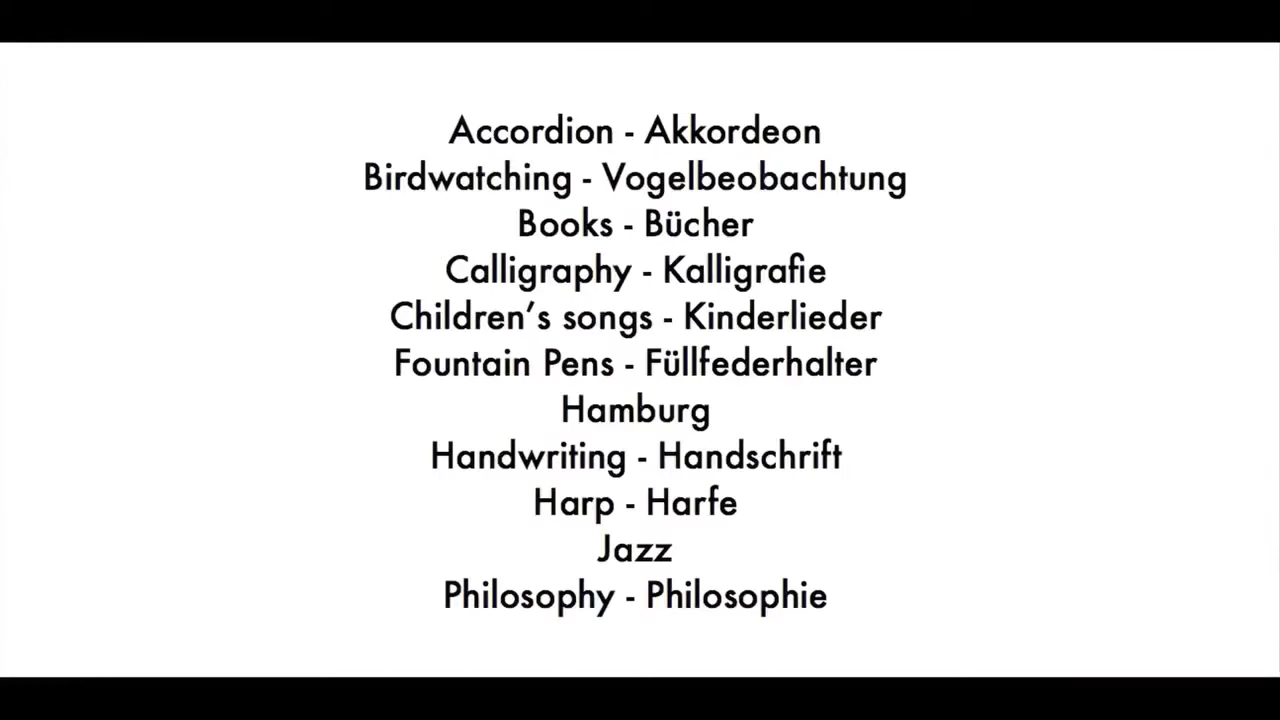 Accordion - Akkordeon
Birdwatching - Vogelbeobachtung
Books - Bücher
Calligraphy - Kalligrafie
Children’s songs - Kinderlieder
Fountain Pens - Füllfederhalter
Hamburg
Handwriting - Handschrift
Harp - Harfe
Jazz
Philosophy - Philosophie